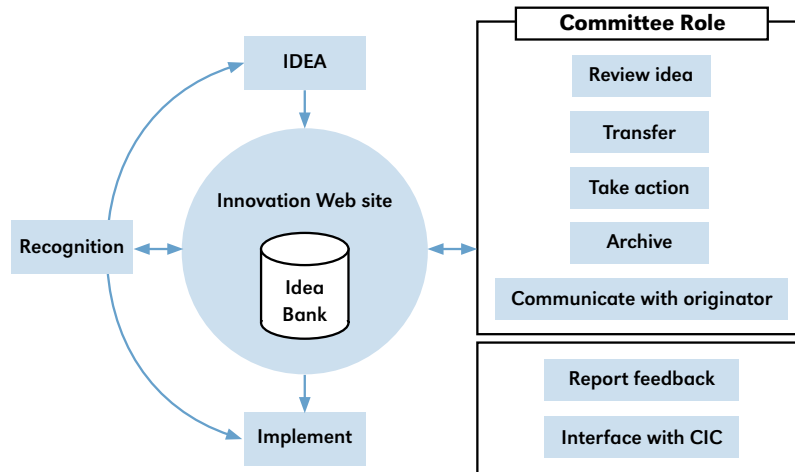 Committee Role
IDEA
Review idea
Transfer
Take action
Innovation Web site
Recognition
Archive
Idea
Bank
Communicate with originator
Report feedback
Implement
Interface with CIC